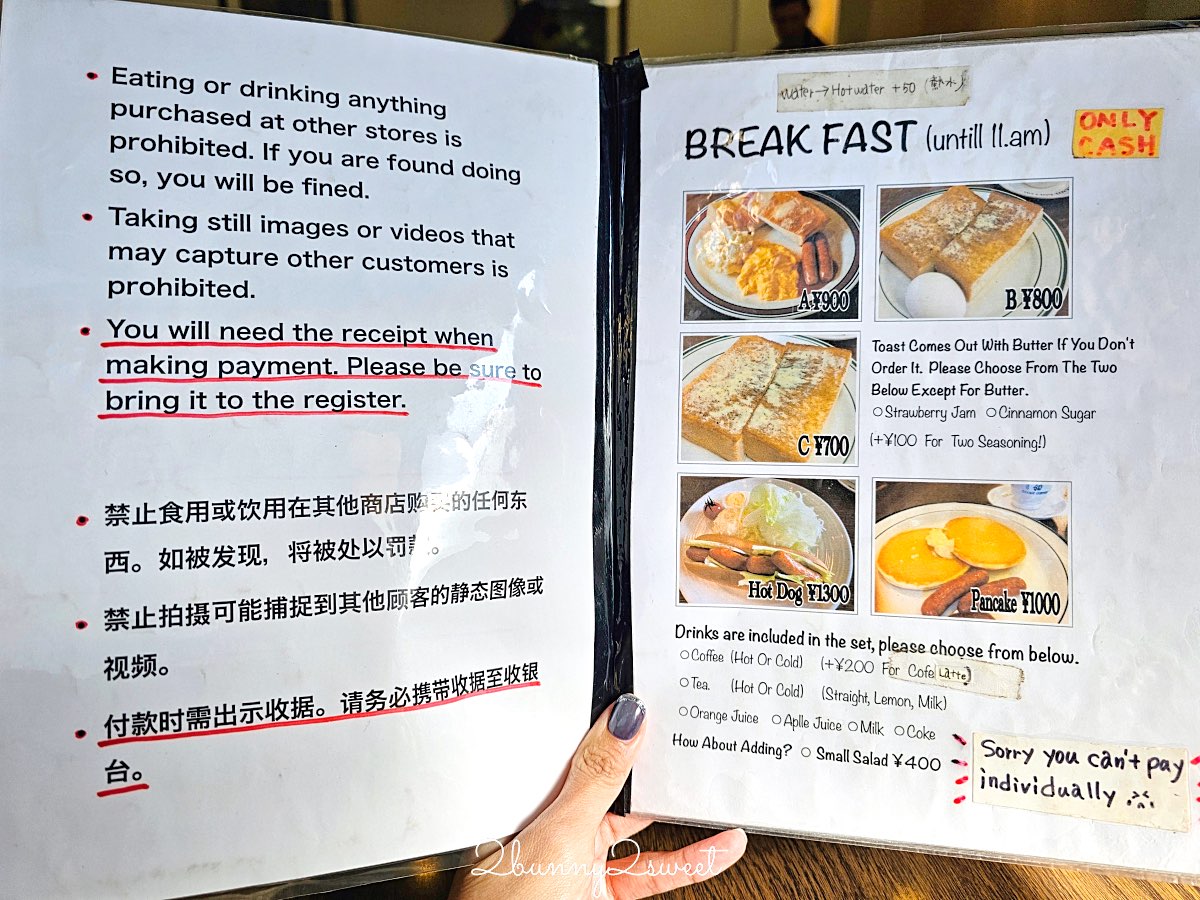 • Eating or drinking anything
purchased at other stores is
prohibited. If you are found doing
so, you will be fined.
• Taking still images or videos that
may capture other customers is
prohibited.
• You will need the receipt when
making payment. Please be sure to
bring it to the register.
• 禁止食用或饮用在其他商店购买的任何东
西。如被发现，将被处以罚款。
• 禁止拍摄可能捕捉到其他顾客的静态图像或
视频。
• 付款时需出示收据。请务必携带收据至收银
台。
Water→Hotwater +50 (熱水)
BREAK FAST (untill 11.am)
ONLY
CASH
A ¥900
B ¥800
C ¥700
Toast Comes Out With Butter If You Don't
Order It. Please Choose From The Two
Below Except For Butter.
○Strawberry Jam ○Cinnamon Sugar
(+¥100 For Two Seasoning!)
Hot Dog ¥1300
Pancake ¥1000
Drinks are included in the set, please choose from below.
○Coffee (Hot Or Cold) (+¥200 For Cafe Latte)
○Tea. (Hot Or Cold) (Straight, Lemon, Milk)
○Orange Juice ○Aplle Juice ○Milk ○Coke
How About Adding? ○ Small Salad ¥400
Sorry you can't pay
individually
2bunny2sweet